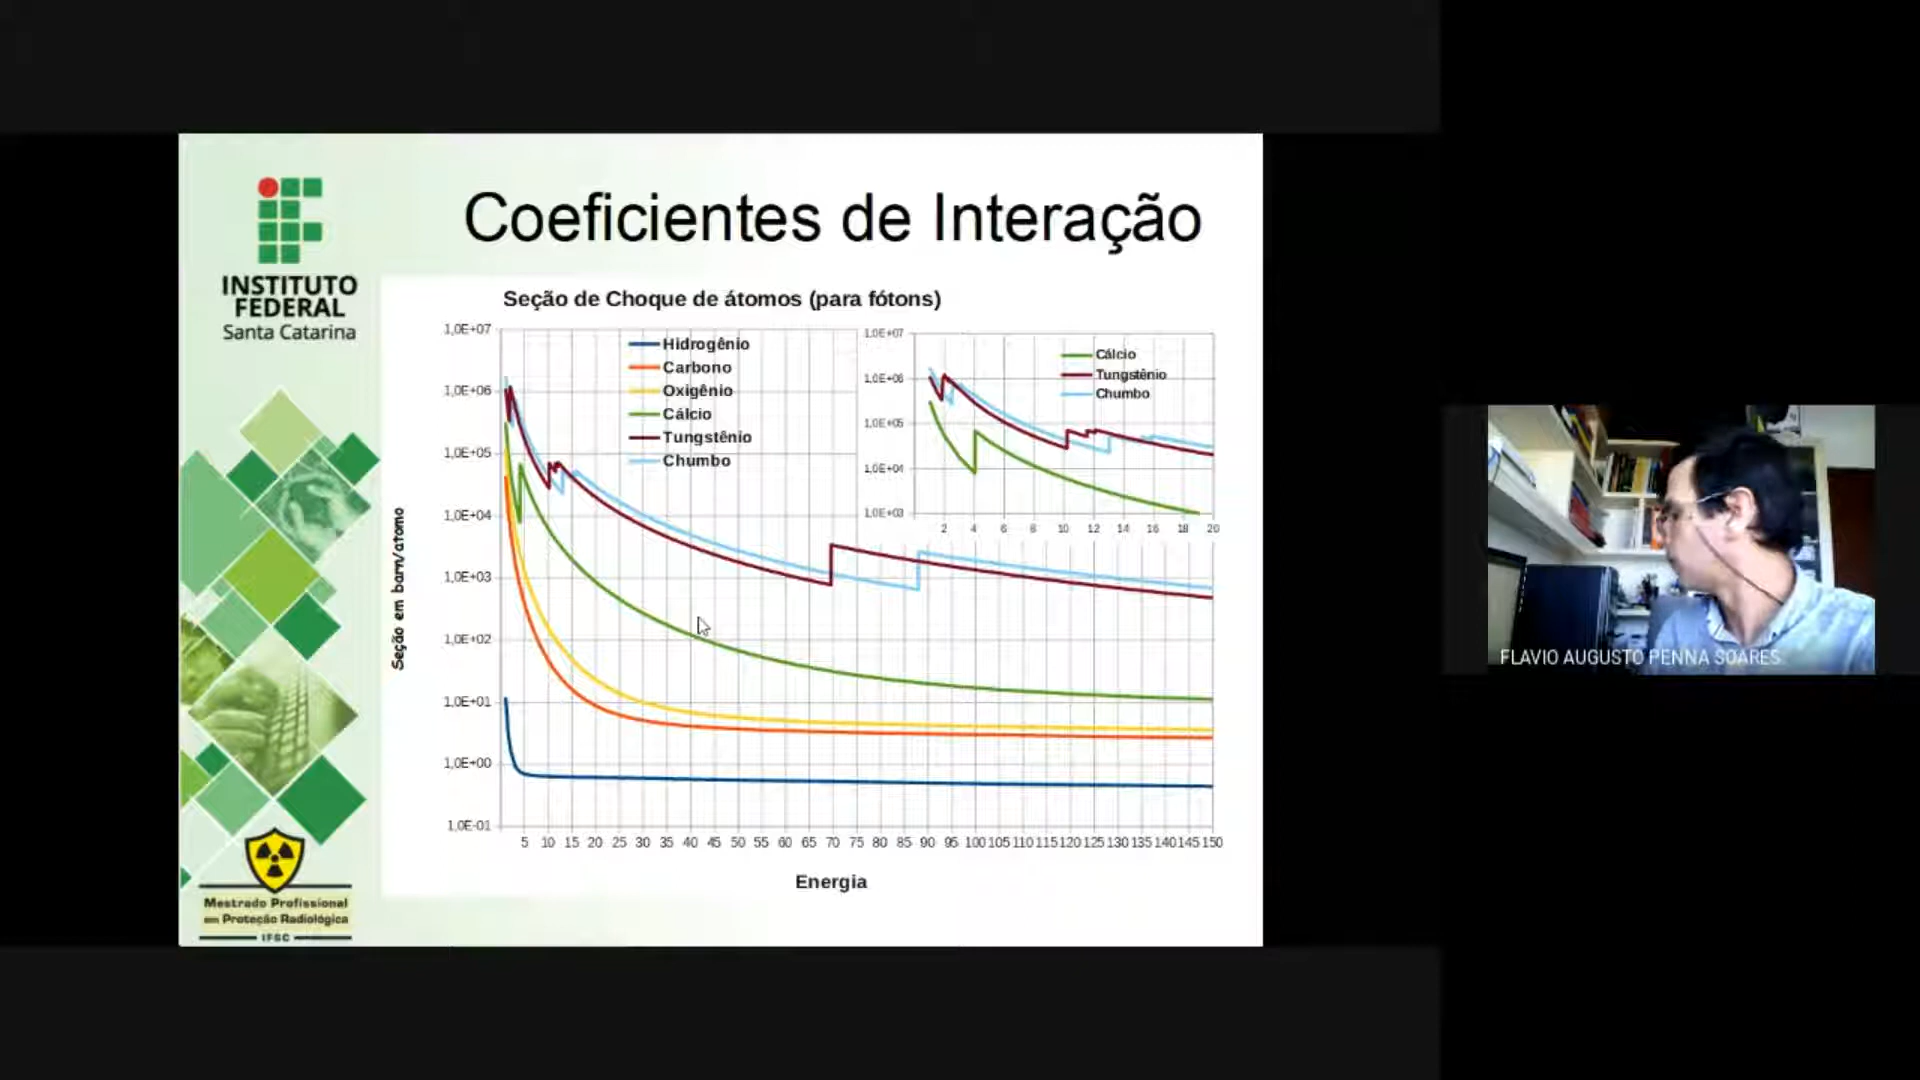 INSTITUTO
FEDERAL
Santa Catarina
Coeficientes de Interação
Seção de Choque de átomos (para fótons)
1,0E+07
1,0E+06
1,0E+05
1,0E+04
1,0E+03
1,0E+02
1,0E+01
1,0E+00
1,0E-01
Seção em barn/atomo
Hidrogênio
Carbono
Oxigênio
Cálcio
Tungstênio
Chumbo
1,0E+07
1,0E+06
1,0E+05
1,0E+04
1,0E+03
Cálcio
Tungstênio
Chumbo
2 4 6 8 10 12 14 16 18 20
5 10 15 20 25 30 35 40 45 50 55 60 65 70 75 80 85 90 95 100 105 110 115 120 125 130 135 140 145 150
Energia
Mestrado Profissional
em Proteção Radiológica
IFSC
FLAVIO AUGUSTO PENNA SOARES